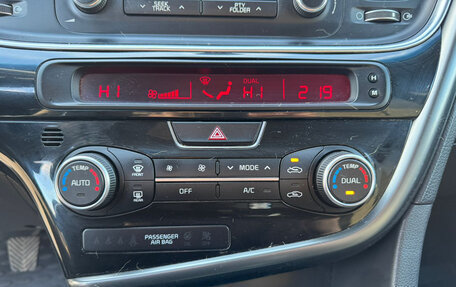 SEEK TRACK
PTY FOLDER
DUAL
HI
HI
2:19
H
M
TEMP
AUTO
FRONT
MODE
TEMP
DUAL
REAR
OFF
A/C
PASSENGER
AIR BAG